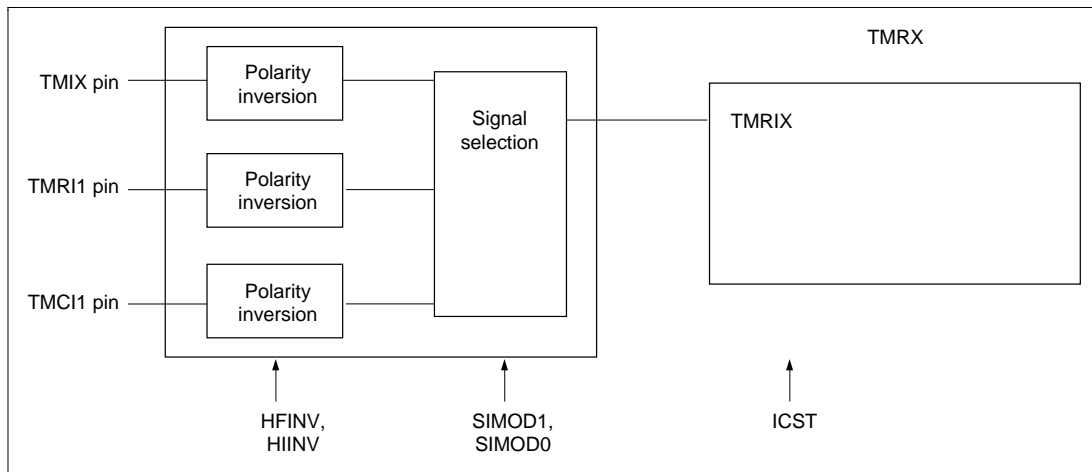 TMRX
TMIX pin
Polarity
inversion
Signal
selection
TMRIX
TMRI1 pin
Polarity
inversion
TMCI1 pin
Polarity
inversion
HFINV,
HIINV
SIMOD1,
SIMOD0
ICST